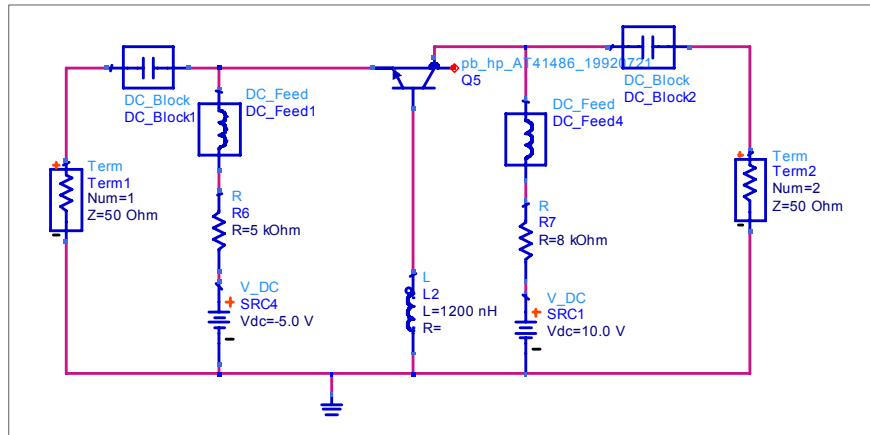 DC_Block
DC_Block1
DC_Feed
DC_Feed1
pb_hp_AT41486_19920721
Q5
DC_Block
DC_Block2
DC_Feed
DC_Feed4
+
Term
Term1
Num=1
Z=50 Ohm
-
R
R6
R=5 kOhm
R
R7
R=8 kOhm
+
Term
Term2
Num=2
Z=50 Ohm
-
V_DC
SRC4
Vdc=-5.0 V
+
-
L
L2
L=1200 nH
R=
V_DC
SRC1
Vdc=10.0 V
+
-